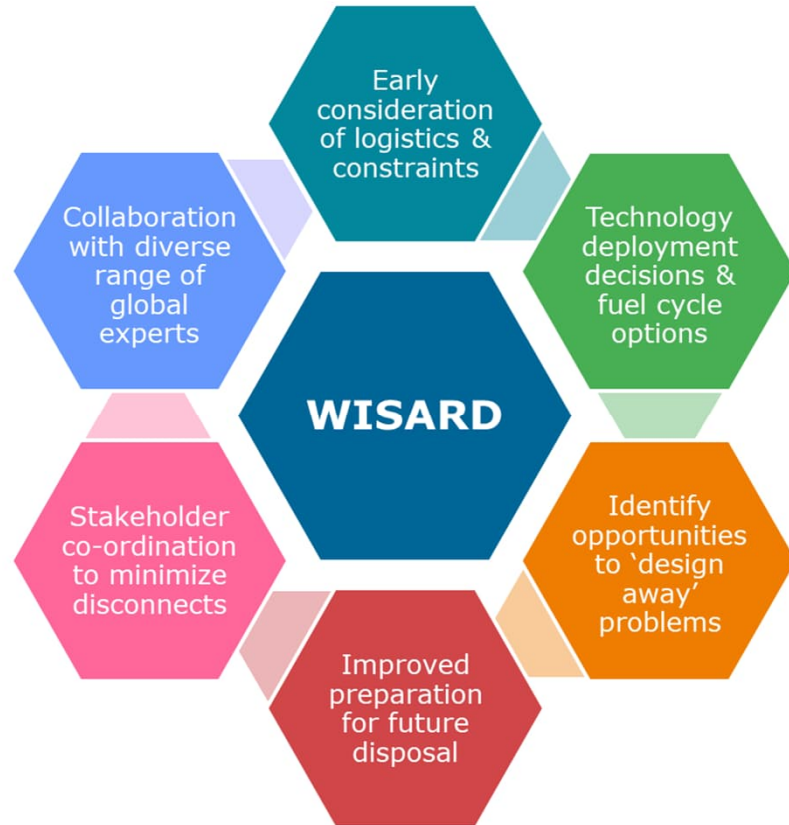 Early
consideration
of logistics &
constraints
Technology
deployment
decisions &
fuel cycle
options
Identify
opportunities
to ‘design
away’
problems
Improved
preparation
for future
disposal
Stakeholder
co-ordination
to minimize
disconnects
Collaboration
with diverse
range of
global
experts
WISARD